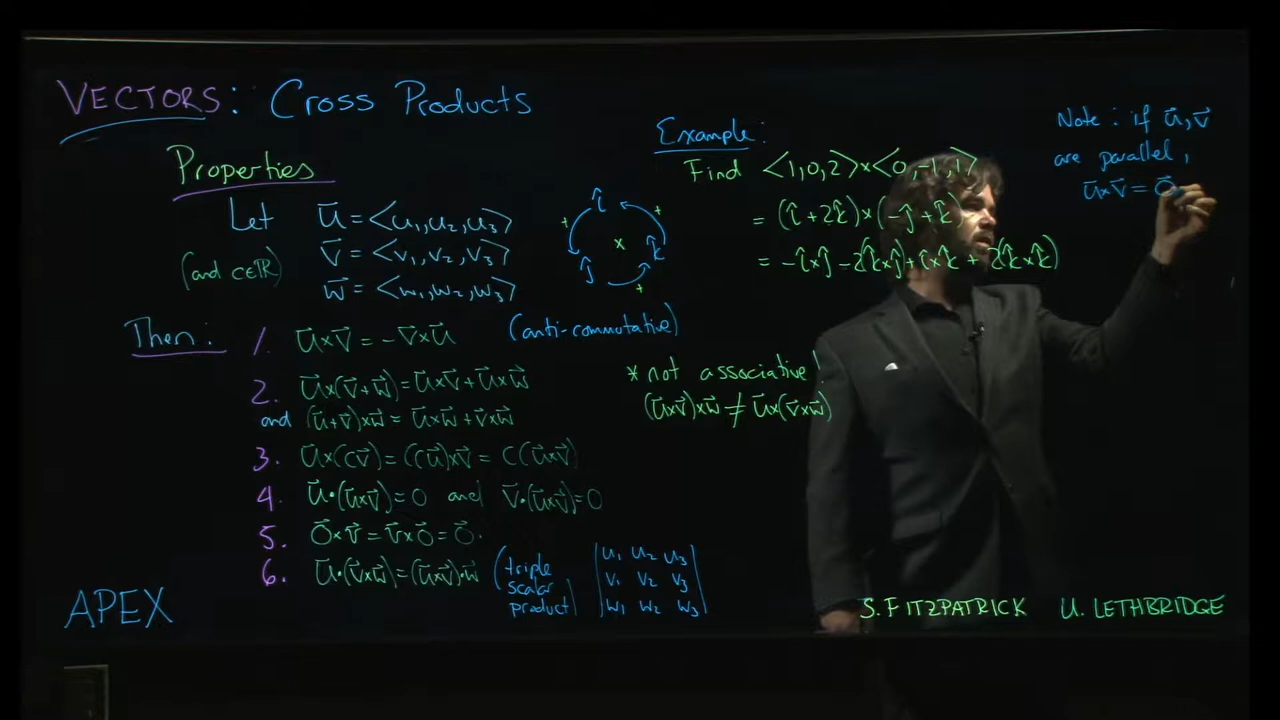 VECTORS: Cross Products
Properties
Let u⃗ = <u₁, u₂, u₃>
(and c∈ℝ) v⃗ = <v₁, v₂, v₃>
w⃗ = <w₁, w₂, w₃>
Then: 1. u⃗×v⃗ = -v⃗×u⃗ (anti-commutative)
2. u⃗×(v⃗+w⃗) = u⃗×v⃗ + u⃗×w⃗
and (u⃗+v⃗)×w⃗ = u⃗×w⃗ + v⃗×w⃗
3. u⃗×(cv⃗) = (cu⃗)×v⃗ = c(u⃗×v⃗)
4. u⃗•(u⃗×v⃗) = 0 and v⃗•(u⃗×v⃗) = 0
5. 0⃗×v⃗ = v⃗×0⃗ = 0⃗.
6. u⃗•(v⃗×w⃗) = (u⃗×v⃗)•w⃗
(triple
scalar
product)
|u₁ u₂ u₃|
|v₁ v₂ v₃|
|w₁ w₂ w₃|
î
+ +
×
ĵ k̂
+
Example:
Find <1,0,2>×<0,-1,1>
= (î+2k̂)×(-ĵ+k̂)
= -î×ĵ -2(k̂×ĵ) + î×k̂ + 2(k̂×k̂)
*not associative!
(u⃗×v⃗)×w⃗ ≠ u⃗×(v⃗×w⃗)
Note: if u⃗, v⃗
are parallel,
u⃗×v⃗ = 0⃗
APEX
S. FITZPATRICK U. LETHBRIDGE